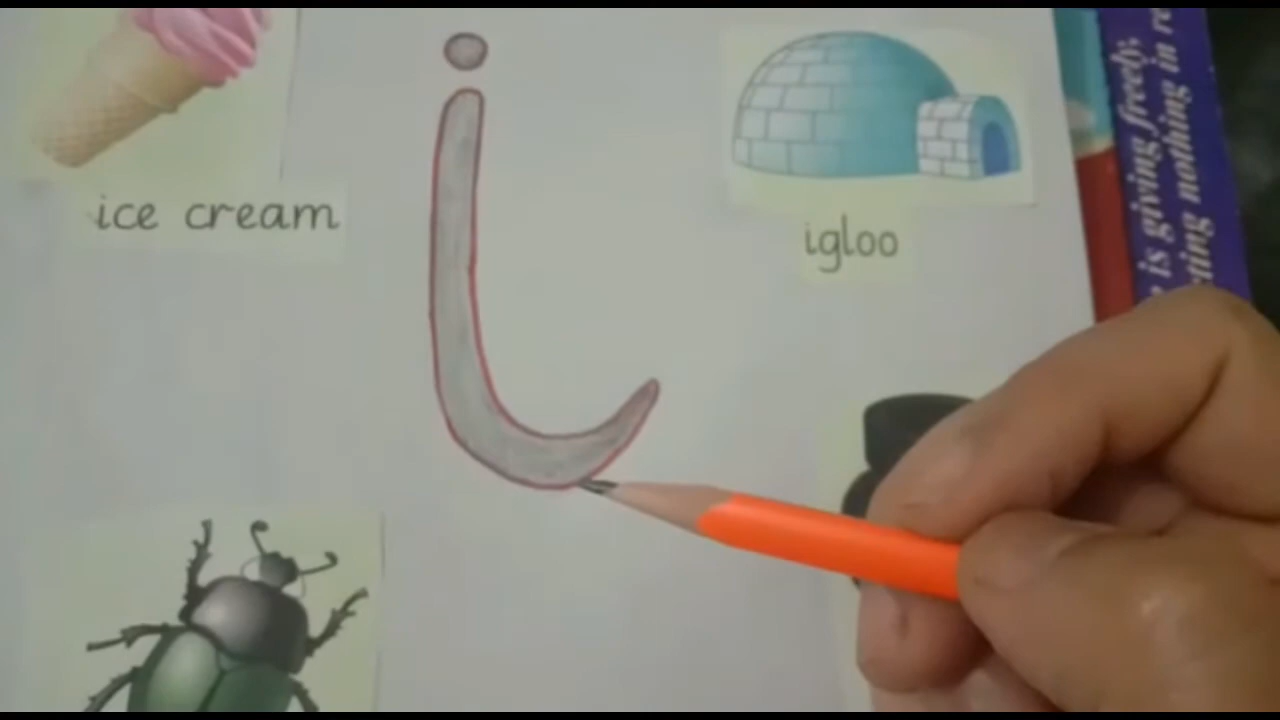 i
ice cream
igloo
is giving freely,
nothing in